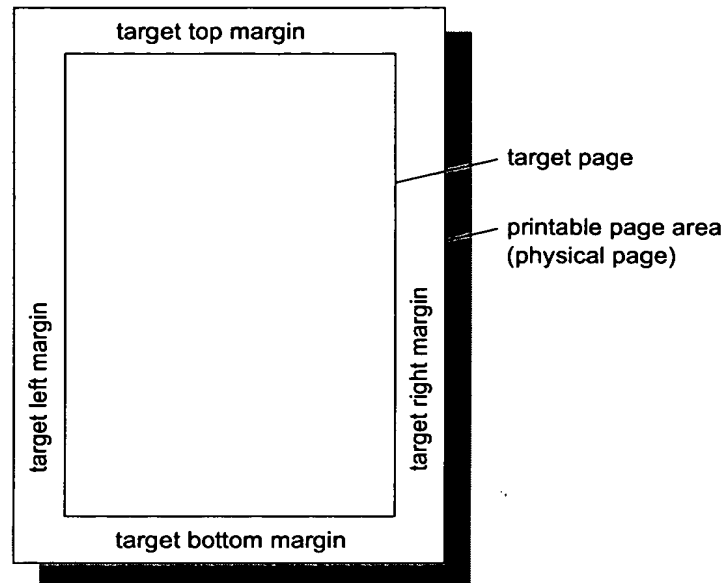 target top margin
target page
printable page area
(physical page)
target left margin
target right margin
target bottom margin